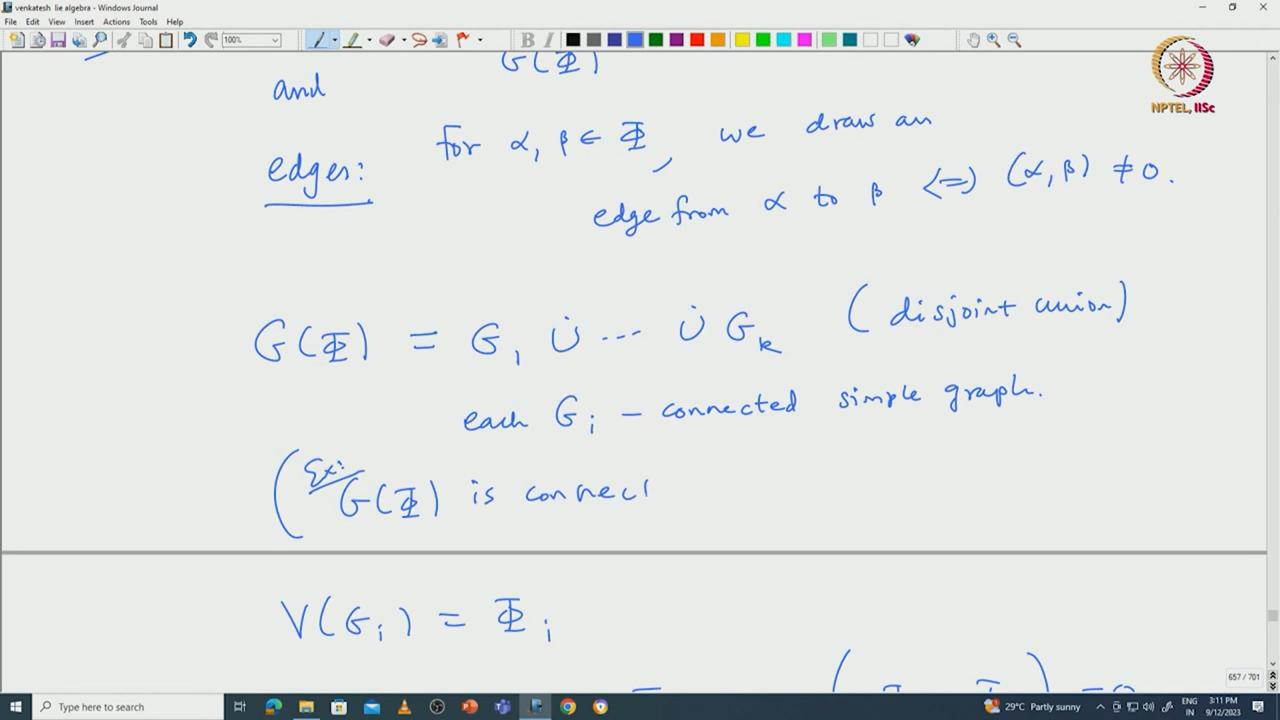 venkatesh lie algebra - Windows Journal
File Edit View Insert Actions Tools Help
100%
B I
NPTEL, IISc
G(Φ)
and
edges:
for α, β ∈ Φ, we draw an
edge from α to β <=> (α, β) ≠ 0.
G(Φ) = G₁ ∪̇ ... ∪̇ Gₖ (disjoint union)
each Gᵢ - connected simple graph.
(Ex: G(Φ) is connect
V(Gᵢ) = Φᵢ
657 / 701
Type here to search
29°C Partly sunny
ENG
IN
3:11 PM
9/12/2023